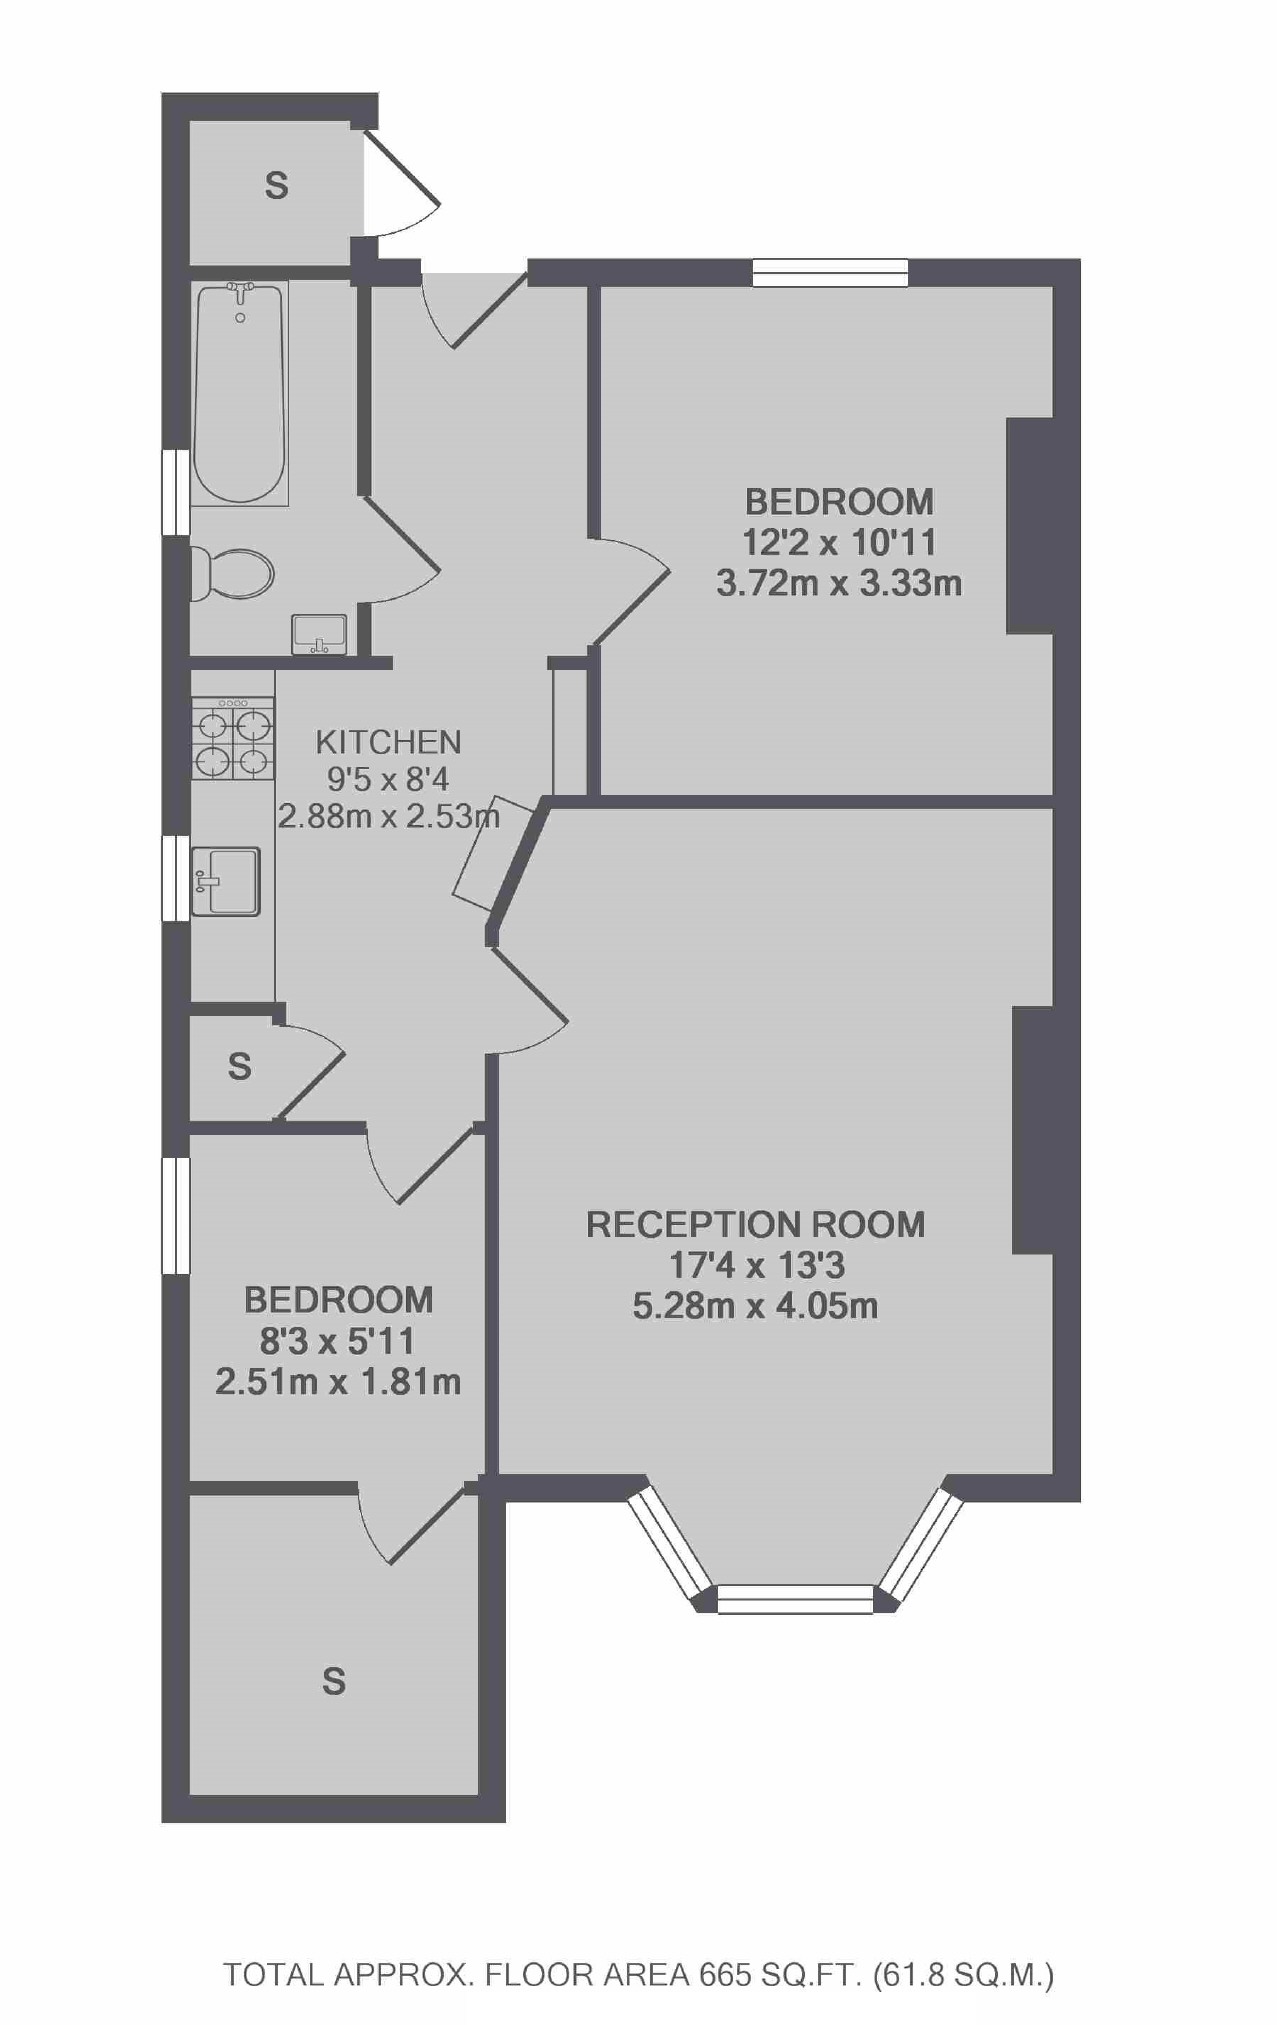 S
BEDROOM
12'2 x 10'11
3.72m x 3.33m
KITCHEN
9'5 x 8'4
2.88m x 2.53m
S
RECEPTION ROOM
17'4 x 13'3
5.28m x 4.05m
BEDROOM
8'3 x 5'11
2.51m x 1.81m
S
TOTAL APPROX. FLOOR AREA 665 SQ.FT. (61.8 SQ.M.)